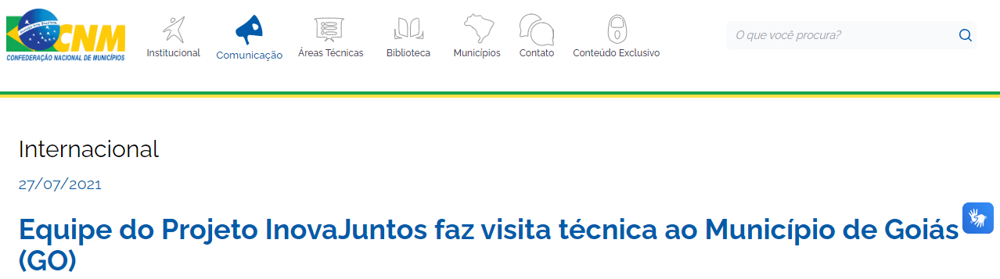 CNM
CONFEDERAÇÃO NACIONAL DE MUNICÍPIOS
Institucional
Comunicação
Áreas Técnicas
Biblioteca
Municípios
Contato
Conteúdo Exclusivo
O que você procura?
Internacional
27/07/2021
Equipe do Projeto InovaJuntos faz visita técnica ao Município de Goiás
(GO)